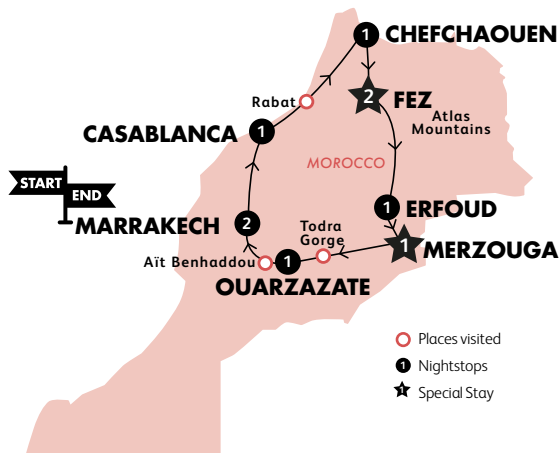 1 CHEFCHAOUEN
2 FEZ
Rabat
Atlas
Mountains
CASABLANCA 1
MOROCCO
START
END
1 ERFOUD
MARRAKECH 2
Todra
Gorge
1 MERZOUGA
Aït Benhaddou
1
OUARZAZATE
Places visited
1 Nightstops
1 Special Stay